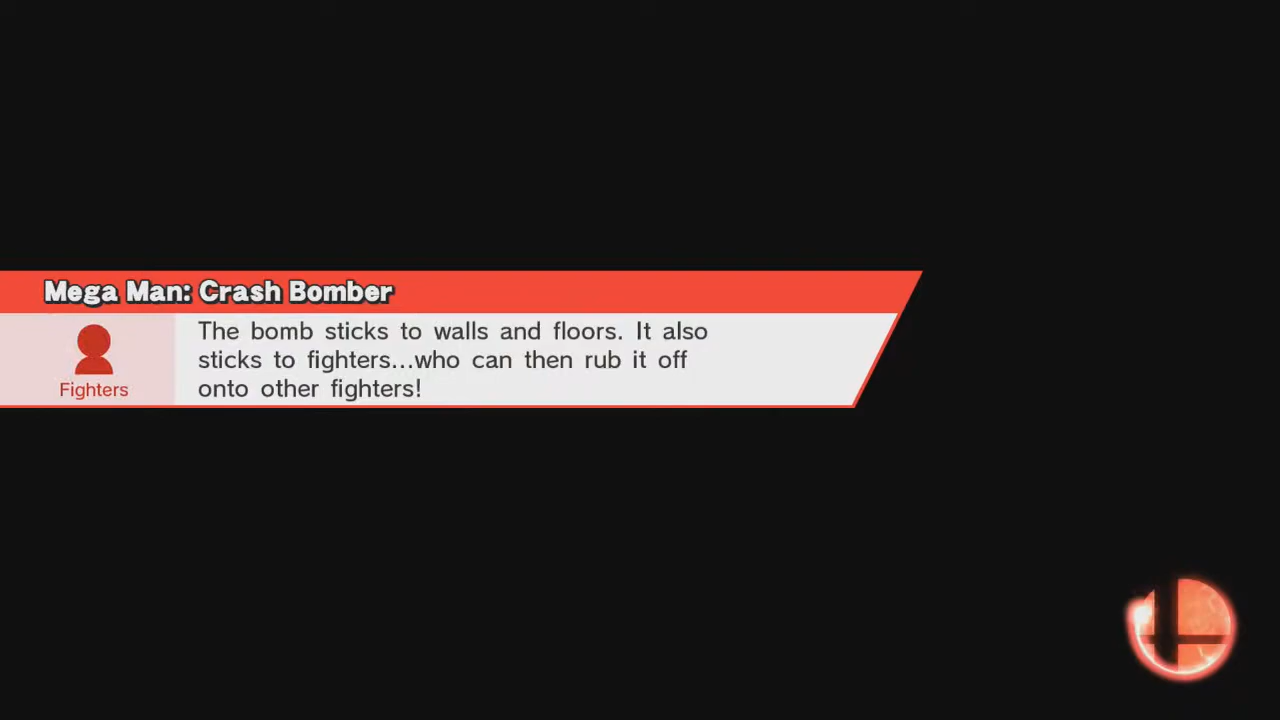 Mega Man: Crash Bomber
The bomb sticks to walls and floors. It also
sticks to fighters...who can then rub it off
onto other fighters!
Fighters